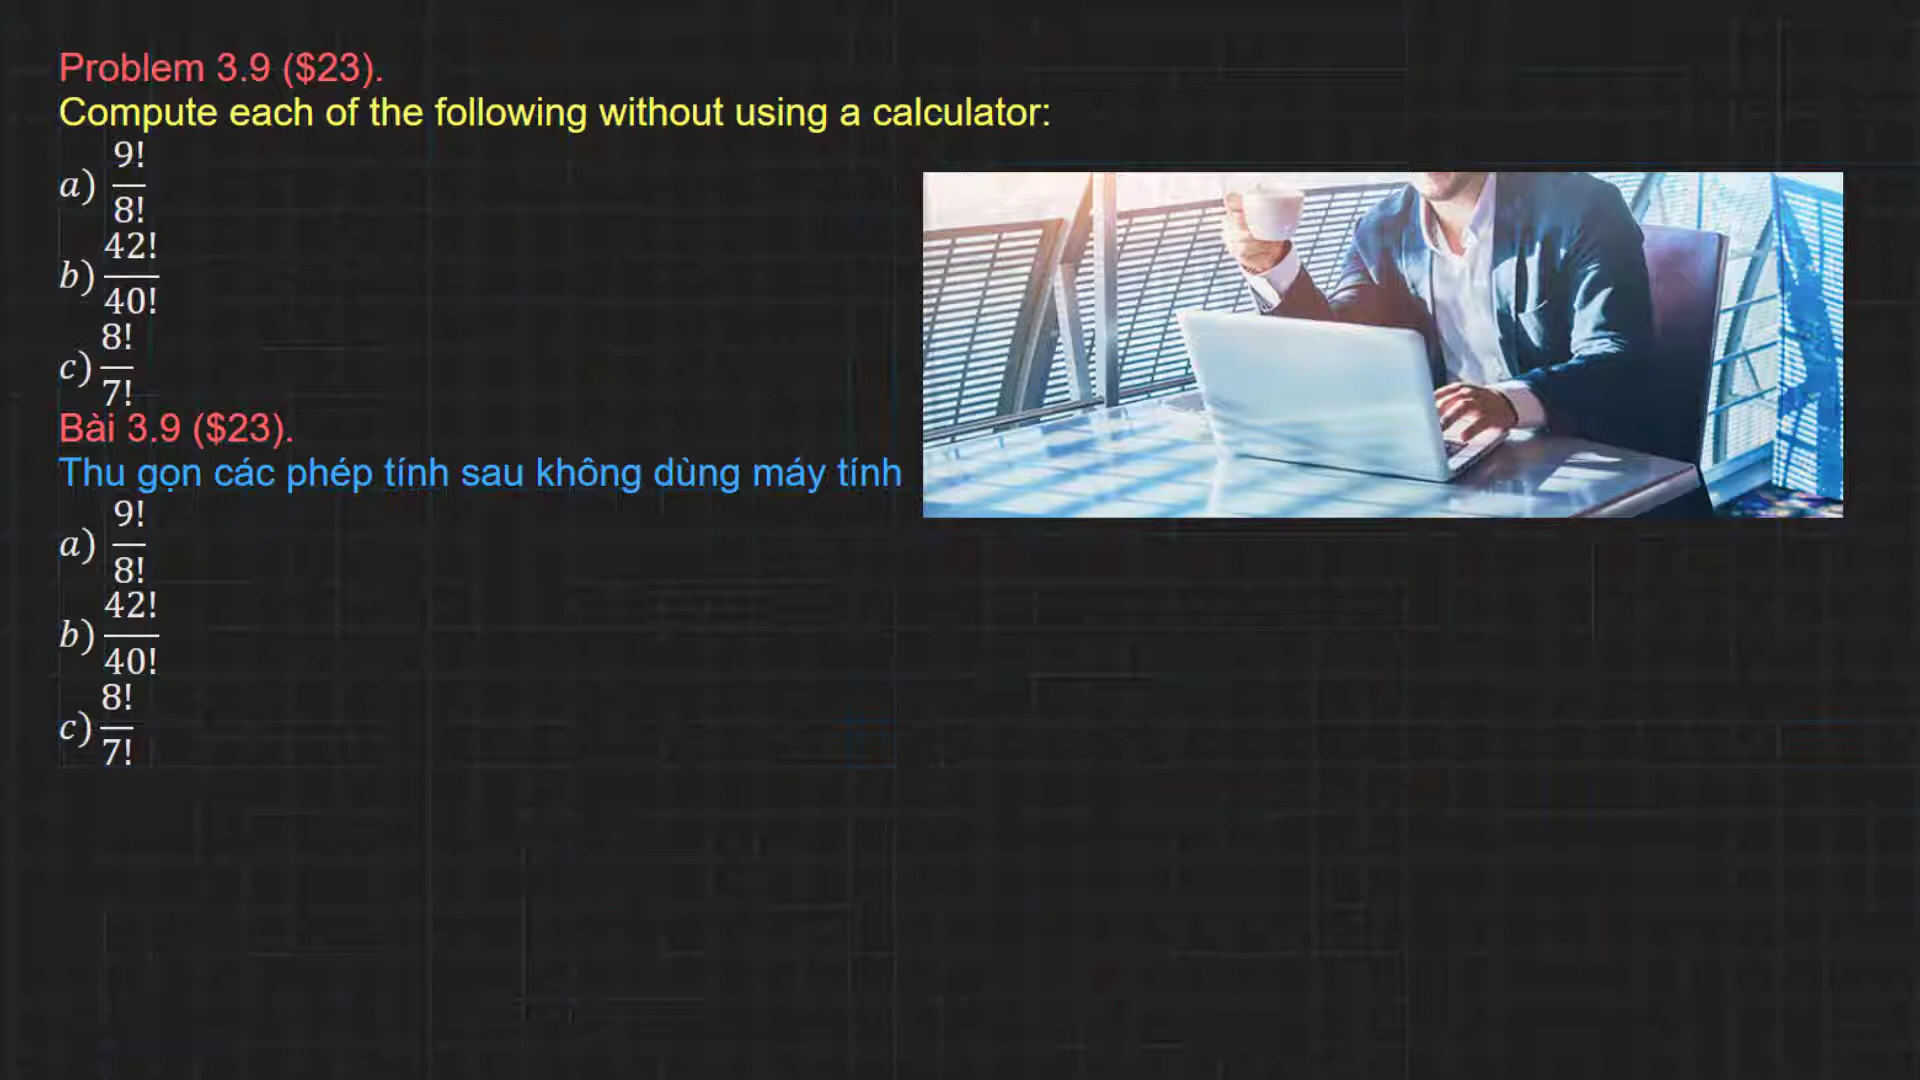 Problem 3.9 ($23).
Compute each of the following without using a calculator:
a) 9!/8!
b) 42!/40!
c) 8!/7!
Bài 3.9 ($23).
Thu gọn các phép tính sau không dùng máy tính
a) 9!/8!
b) 42!/40!
c) 8!/7!